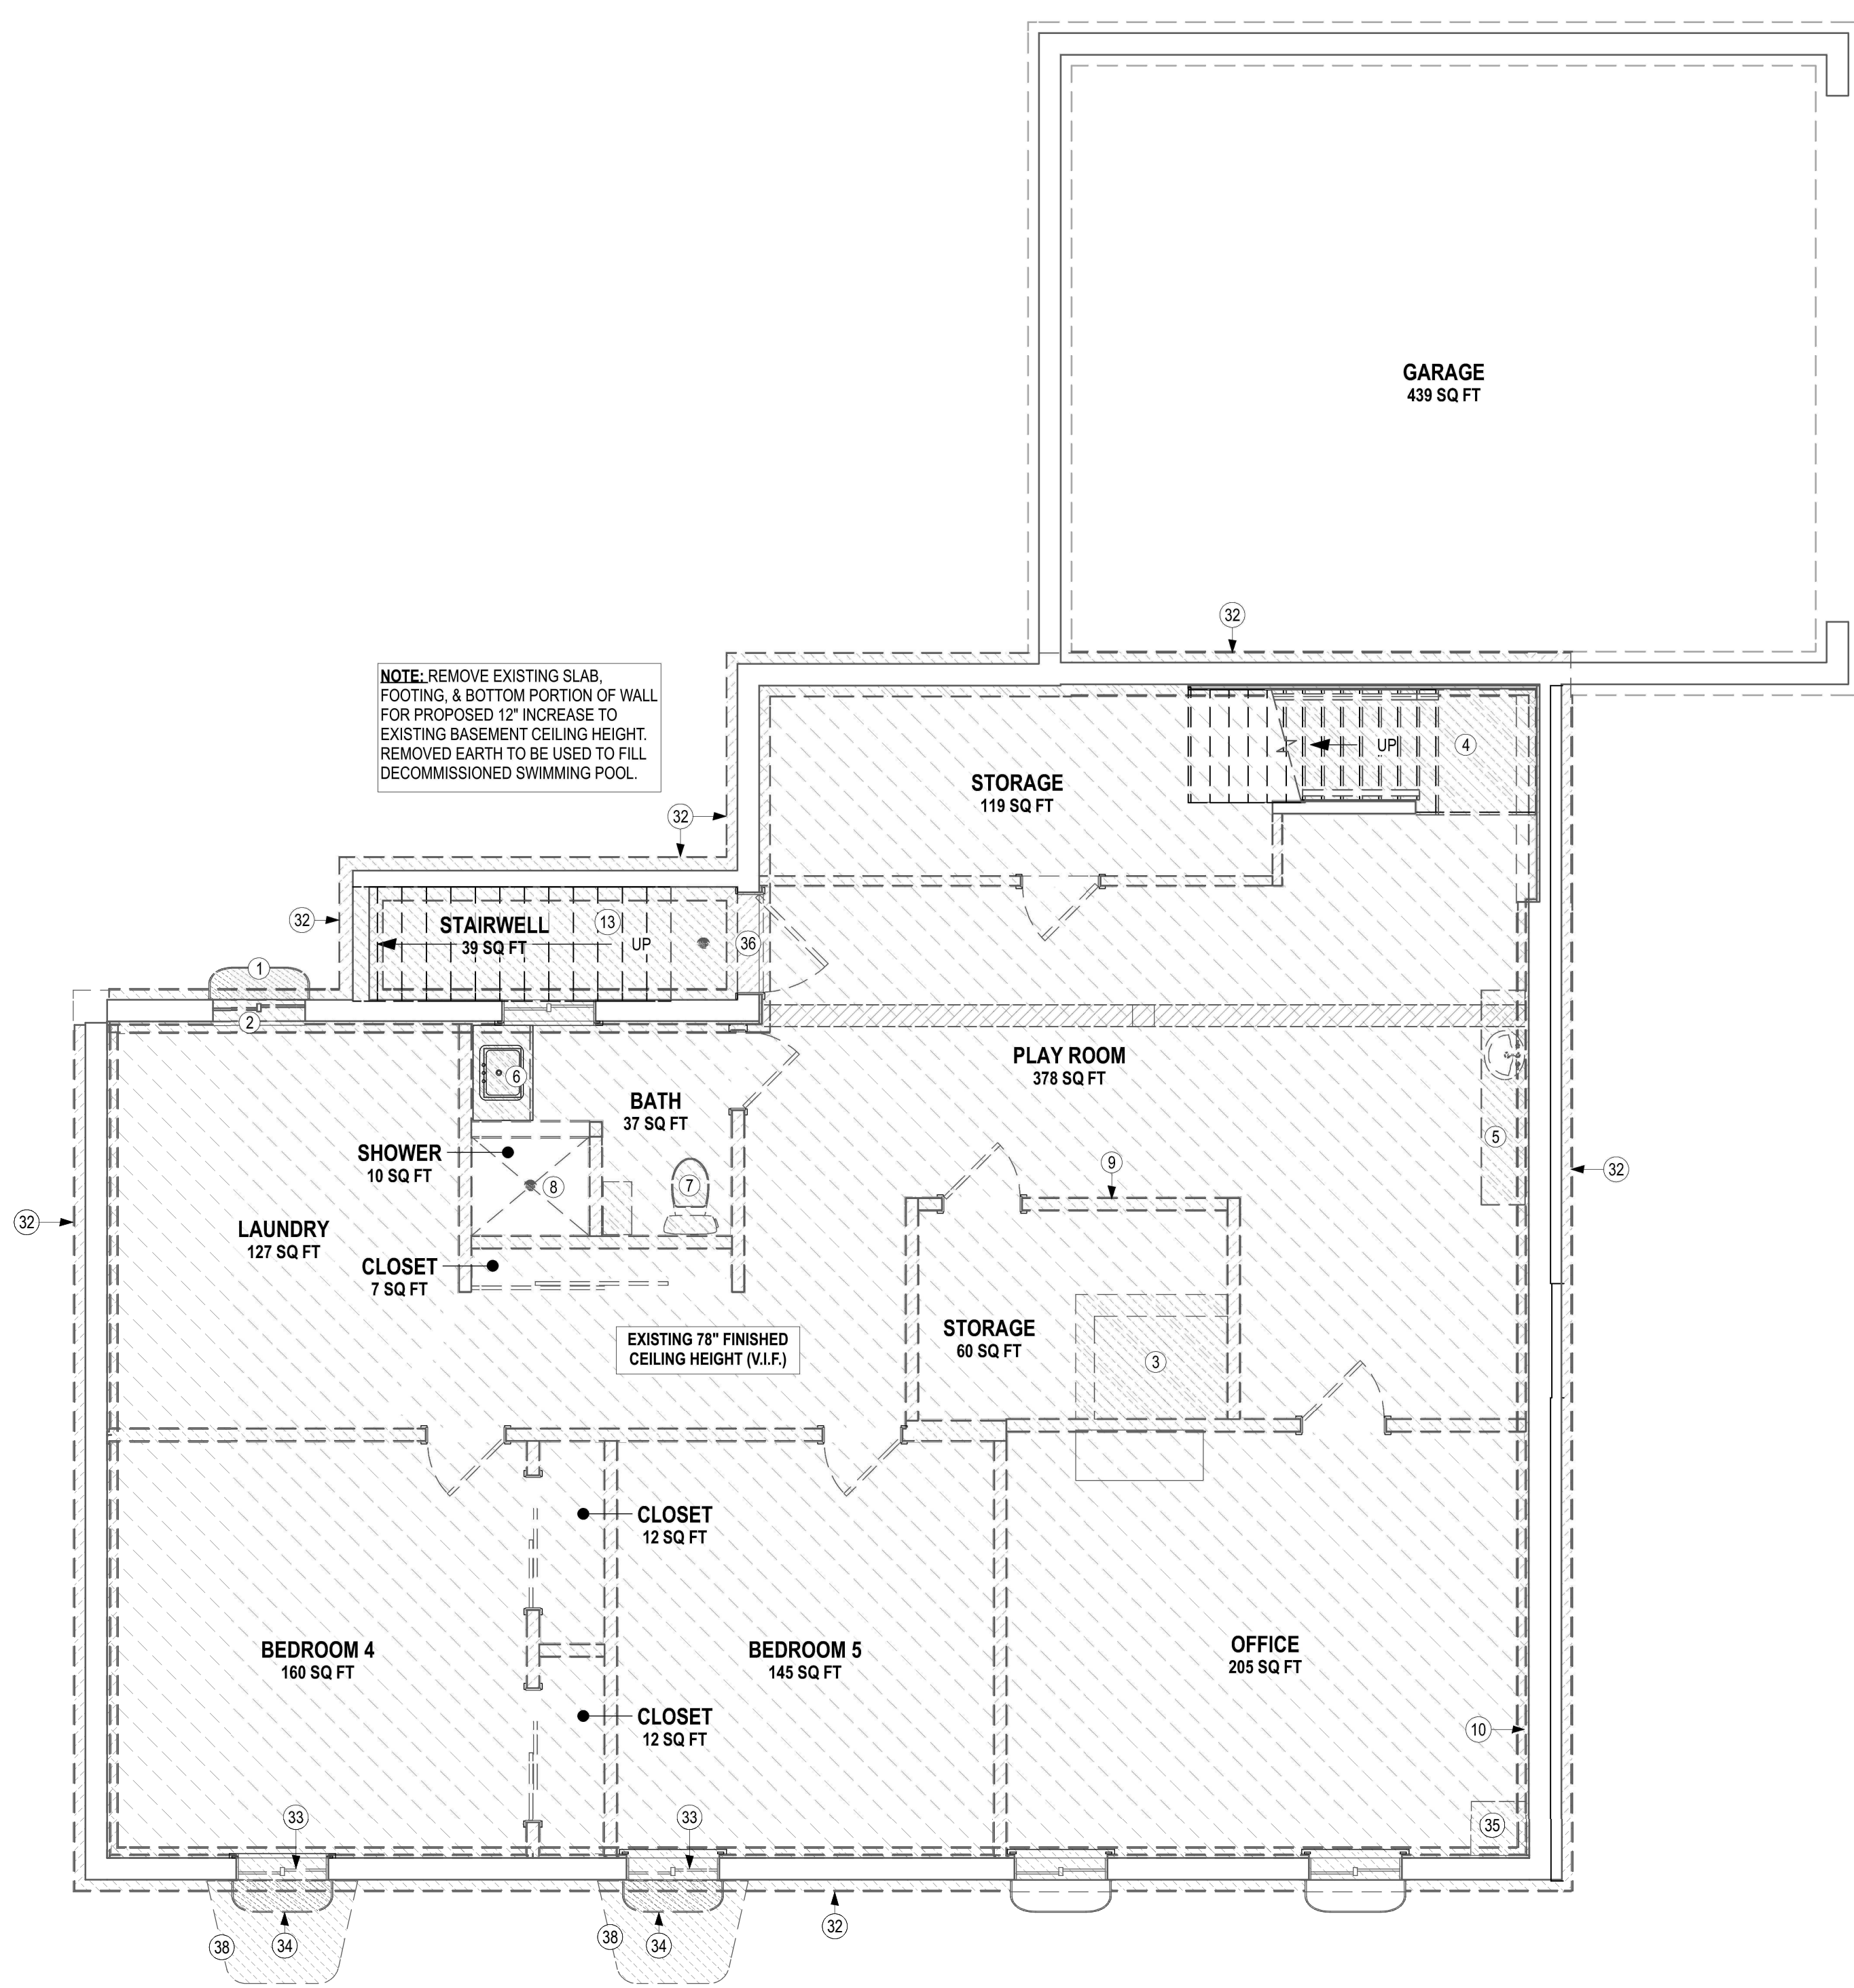 GARAGE
439 SQ FT
32
NOTE: REMOVE EXISTING SLAB,
FOOTING, & BOTTOM PORTION OF WALL
FOR PROPOSED 12" INCREASE TO
EXISTING BASEMENT CEILING HEIGHT.
REMOVED EARTH TO BE USED TO FILL
DECOMMISSIONED SWIMMING POOL.
UP
4
STORAGE
119 SQ FT
32
32
STAIRWELL
39 SQ FT
13
UP
36
1
2
PLAY ROOM
378 SQ FT
6
BATH
37 SQ FT
5
SHOWER
10 SQ FT
8
7
9
32
32
LAUNDRY
127 SQ FT
CLOSET
7 SQ FT
EXISTING 78" FINISHED
CEILING HEIGHT (V.I.F.)
STORAGE
60 SQ FT
3
CLOSET
12 SQ FT
BEDROOM 4
160 SQ FT
BEDROOM 5
145 SQ FT
OFFICE
205 SQ FT
CLOSET
12 SQ FT
10
33
33
35
38
34
38
34
32